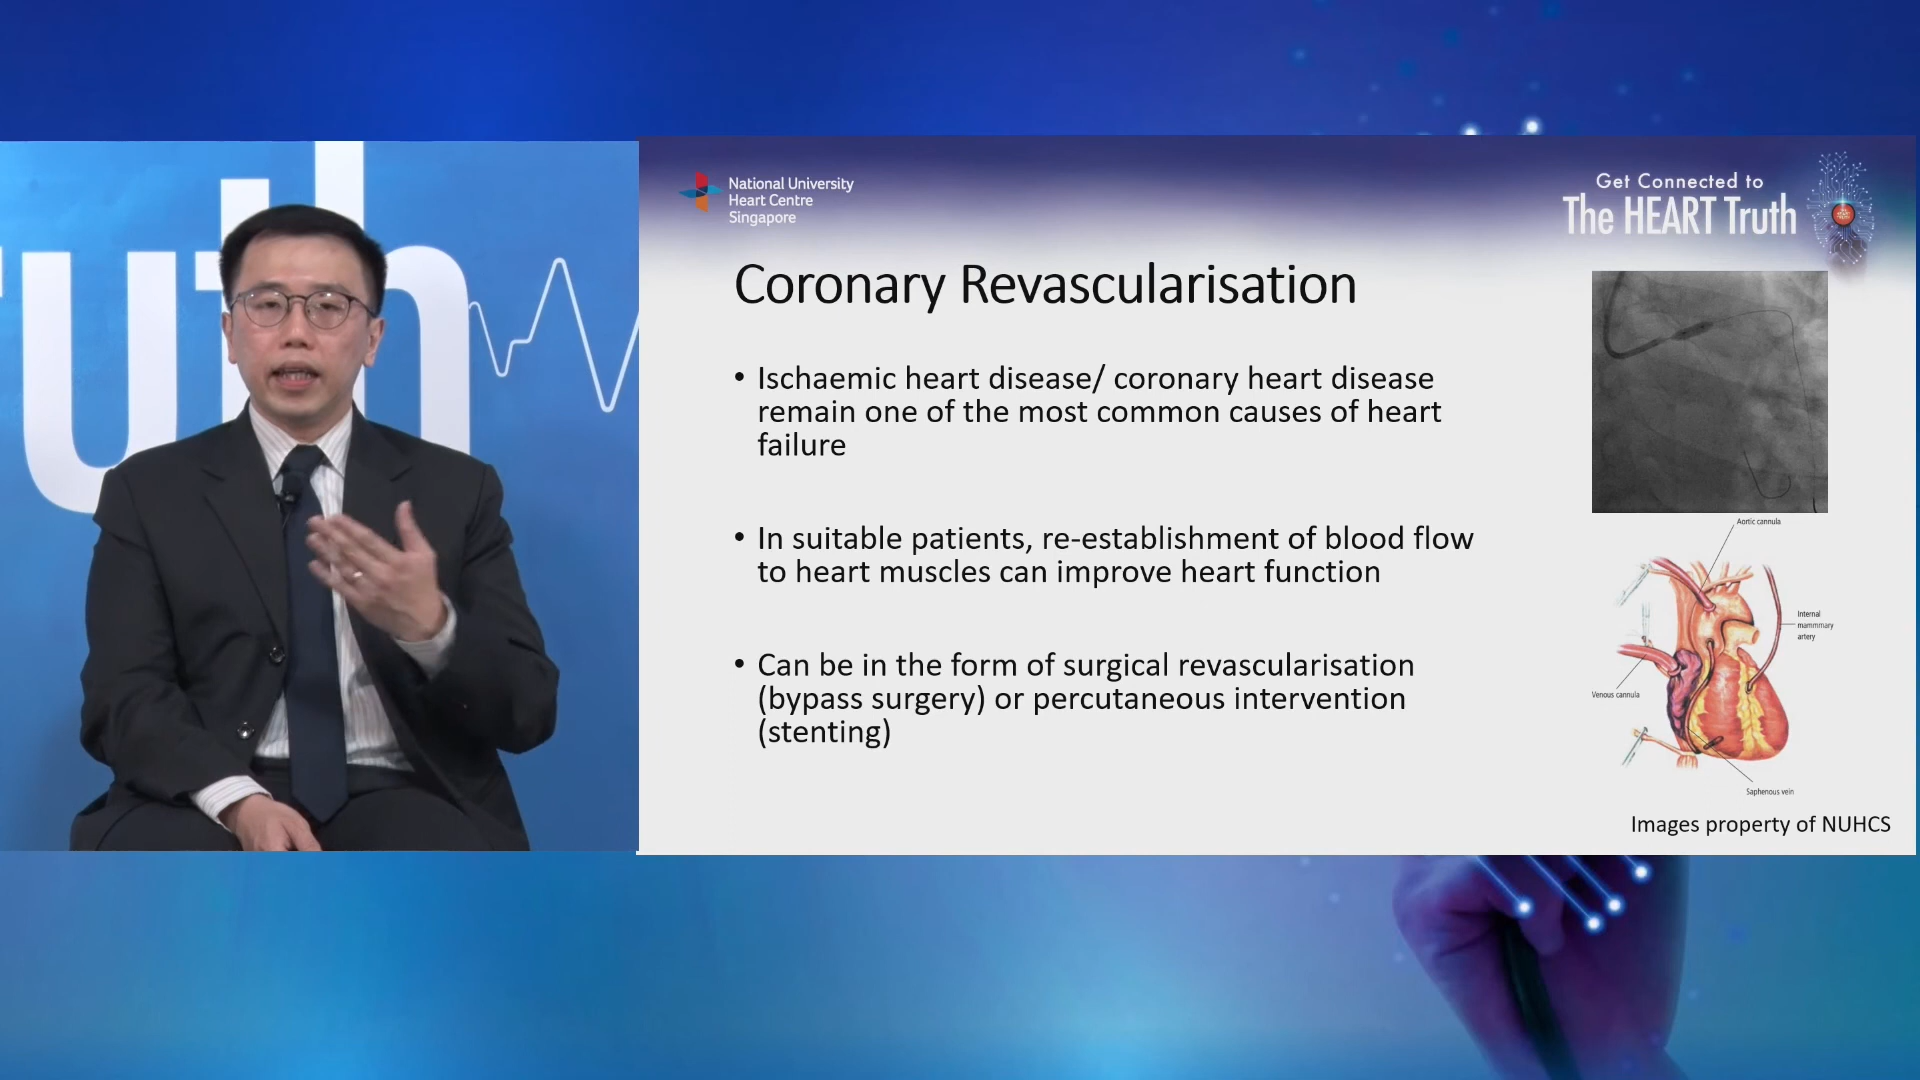 ruth
National University
Heart Centre
Singapore
Get Connected to
The HEART Truth
Coronary Revascularisation
• Ischaemic heart disease/ coronary heart disease
remain one of the most common causes of heart
failure
• In suitable patients, re-establishment of blood flow
to heart muscles can improve heart function
• Can be in the form of surgical revascularisation
(bypass surgery) or percutaneous intervention
(stenting)
Aortic cannula
Internal
mammmary
artery
Venous cannula
Saphenous vein
Images property of NUHCS